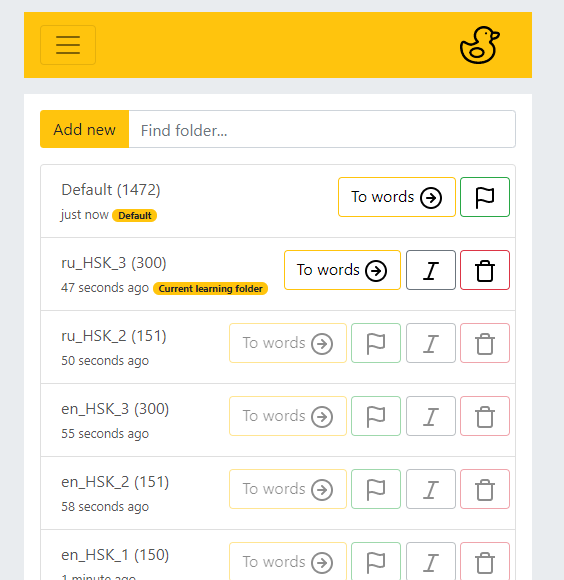 Add new Find folder...
Default (1472) To words
just now Default
ru_HSK_3 (300) To words
47 seconds ago Current learning folder
ru_HSK_2 (151) To words
50 seconds ago
en_HSK_3 (300) To words
55 seconds ago
en_HSK_2 (151) To words
58 seconds ago
en_HSK_1 (150) To words
1 minute ago